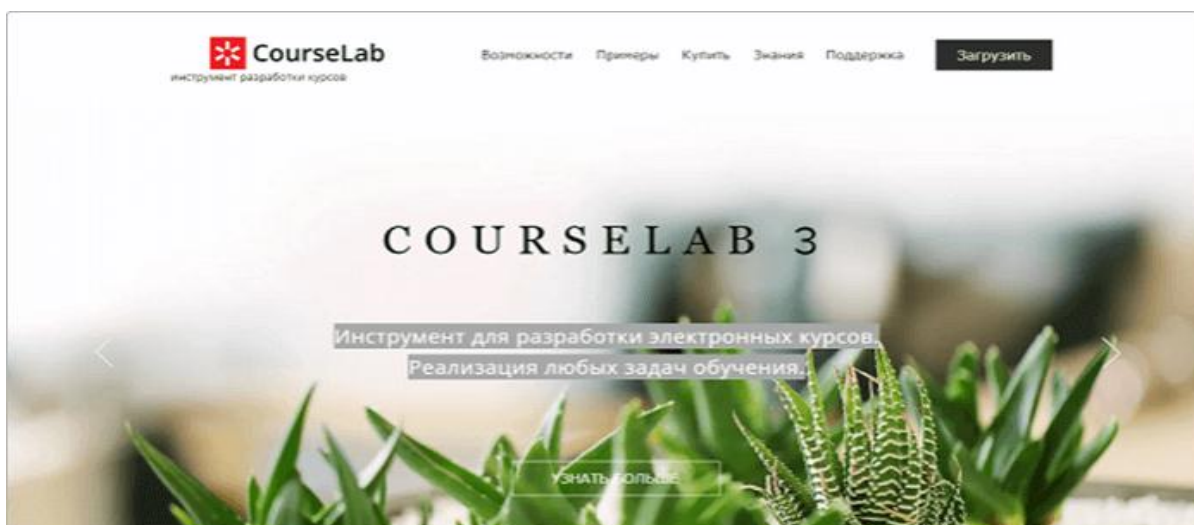 CourseLab
инструмент разработки курсов
Возможности Примеры Купить Знания Поддержка Загрузить
COURSELAB 3
Инструмент для разработки электронных курсов.
Реализация любых задач обучения.
УЗНАТЬ БОЛЬШЕ